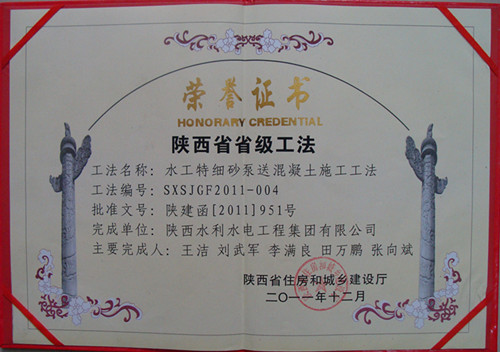 荣誉证书
HONORARY CREDENTIAL
陕西省省级工法
工法名称：水工特细砂泵送混凝土施工工法
工法编号：SXSJGF2011-004
批准文号：陕建函[2011]951号
完成单位：陕西水利水电工程集团有限公司
主要完成人：王洁 刘武军 李满良 田万鹏 张向斌
陕西省住房和城乡建设厅
二〇一一年十二月